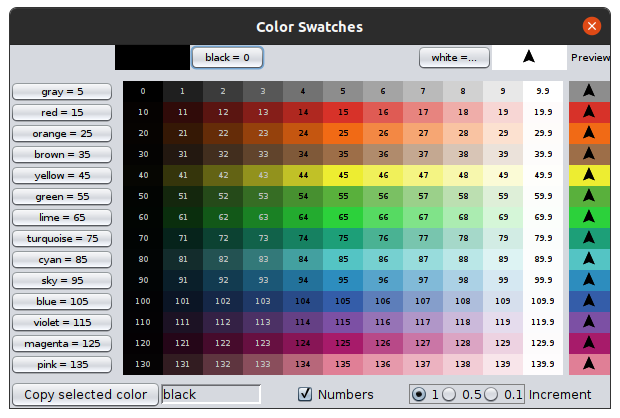 Color Swatches
black = 0 white =... Preview
gray = 5 0 1 2 3 4 5 6 7 8 9 9.9
red = 15 10 11 12 13 14 15 16 17 18 19 19.9
orange = 25 20 21 22 23 24 25 26 27 28 29 29.9
brown = 35 30 31 32 33 34 35 36 37 38 39 39.9
yellow = 45 40 41 42 43 44 45 46 47 48 49 49.9
green = 55 50 51 52 53 54 55 56 57 58 59 59.9
lime = 65 60 61 62 63 64 65 66 67 68 69 69.9
turquoise = 75 70 71 72 73 74 75 76 77 78 79 79.9
cyan = 85 80 81 82 83 84 85 86 87 88 89 89.9
sky = 95 90 91 92 93 94 95 96 97 98 99 99.9
blue = 105 100 101 102 103 104 105 106 107 108 109 109.9
violet = 115 110 111 112 113 114 115 116 117 118 119 119.9
magenta = 125 120 121 122 123 124 125 126 127 128 129 129.9
pink = 135 130 131 132 133 134 135 136 137 138 139 139.9
Copy selected color black Numbers 1 0.5 0.1 Increment